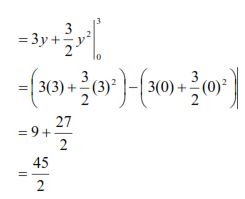 = 3y + 3/2 y² |₀³
= (3(3) + 3/2 (3)²) − (3(0) + 3/2 (0)²)
= 9 + 27/2
= 45/2